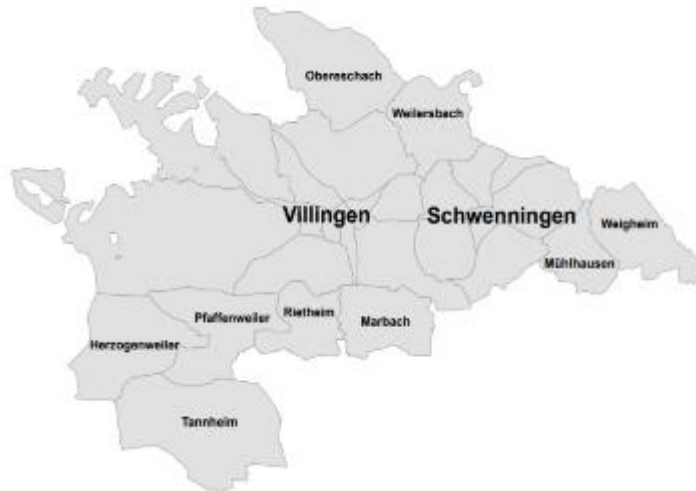 Obereschach
Weilersbach
Villingen
Schwenningen
Weigheim
Mühlhausen
Pfaffenweiler
Rietheim
Marbach
Herzogenweiler
Tannheim